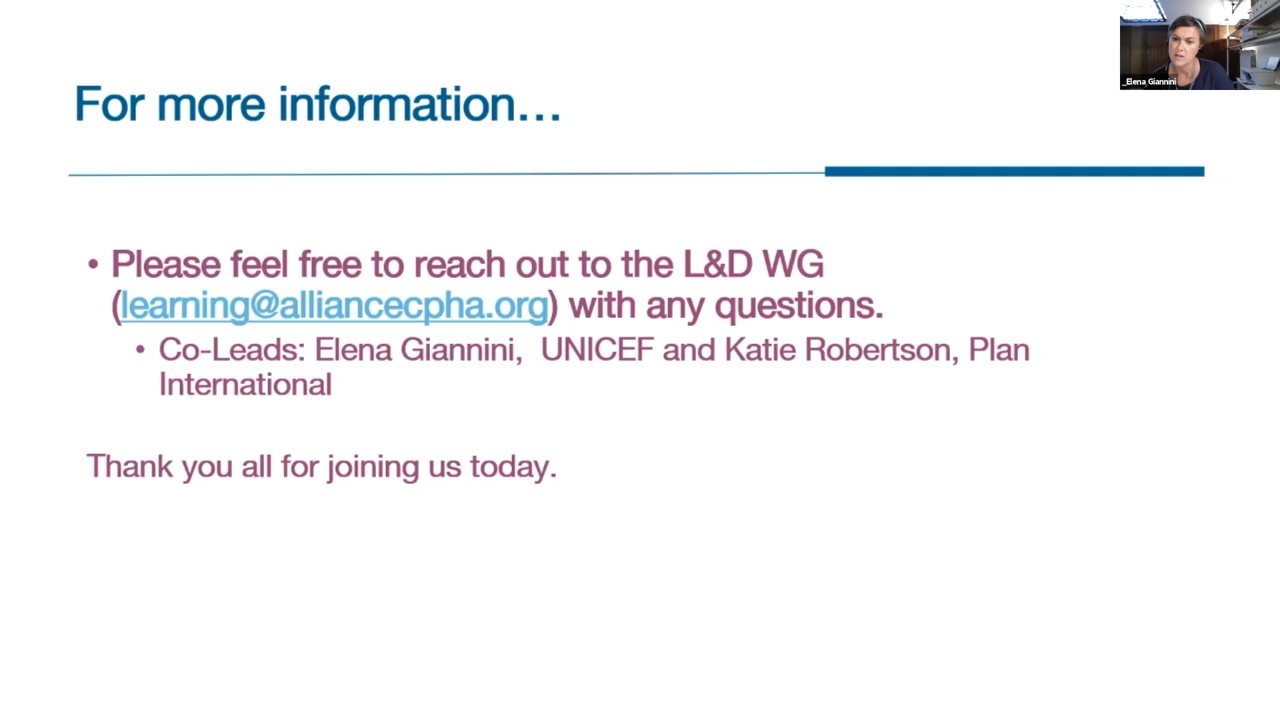 _Elena Giannini
For more information…
• Please feel free to reach out to the L&D WG
(learning@alliancecpha.org) with any questions.
• Co-Leads: Elena Giannini,  UNICEF and Katie Robertson, Plan
International
Thank you all for joining us today.